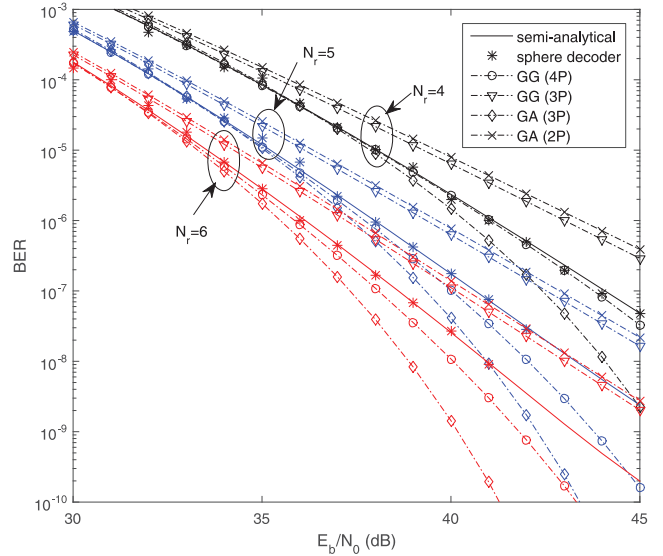 10^-3
10^-4
10^-5
10^-6
10^-7
10^-8
10^-9
10^-10
BER
30
35
40
45
E_b/N_0 (dB)
N_r=5
N_r=4
N_r=6
semi-analytical
sphere decoder
GG (4P)
GG (3P)
GA (3P)
GA (2P)